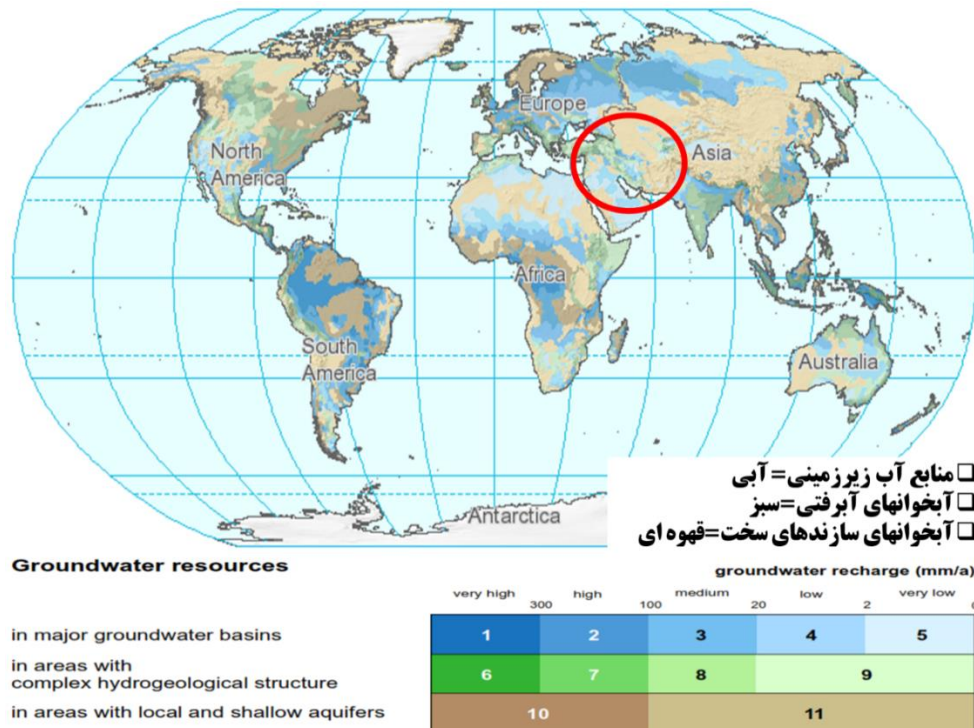 Europe
North
America
Asia
Africa
South
America
Australia
Antarctica
❑منابع آب زیرزمینی=آبی
❑آبخوانهای آبرفتی=سبز
❑آبخوانهای سازندهای سخت=قهوه ای
Groundwater resources
groundwater recharge (mm/a)
very high high medium low very low
300 100 20 2 0
in major groundwater basins 1 2 3 4 5
in areas with
complex hydrogeological structure 6 7 8 9
in areas with local and shallow aquifers 10 11